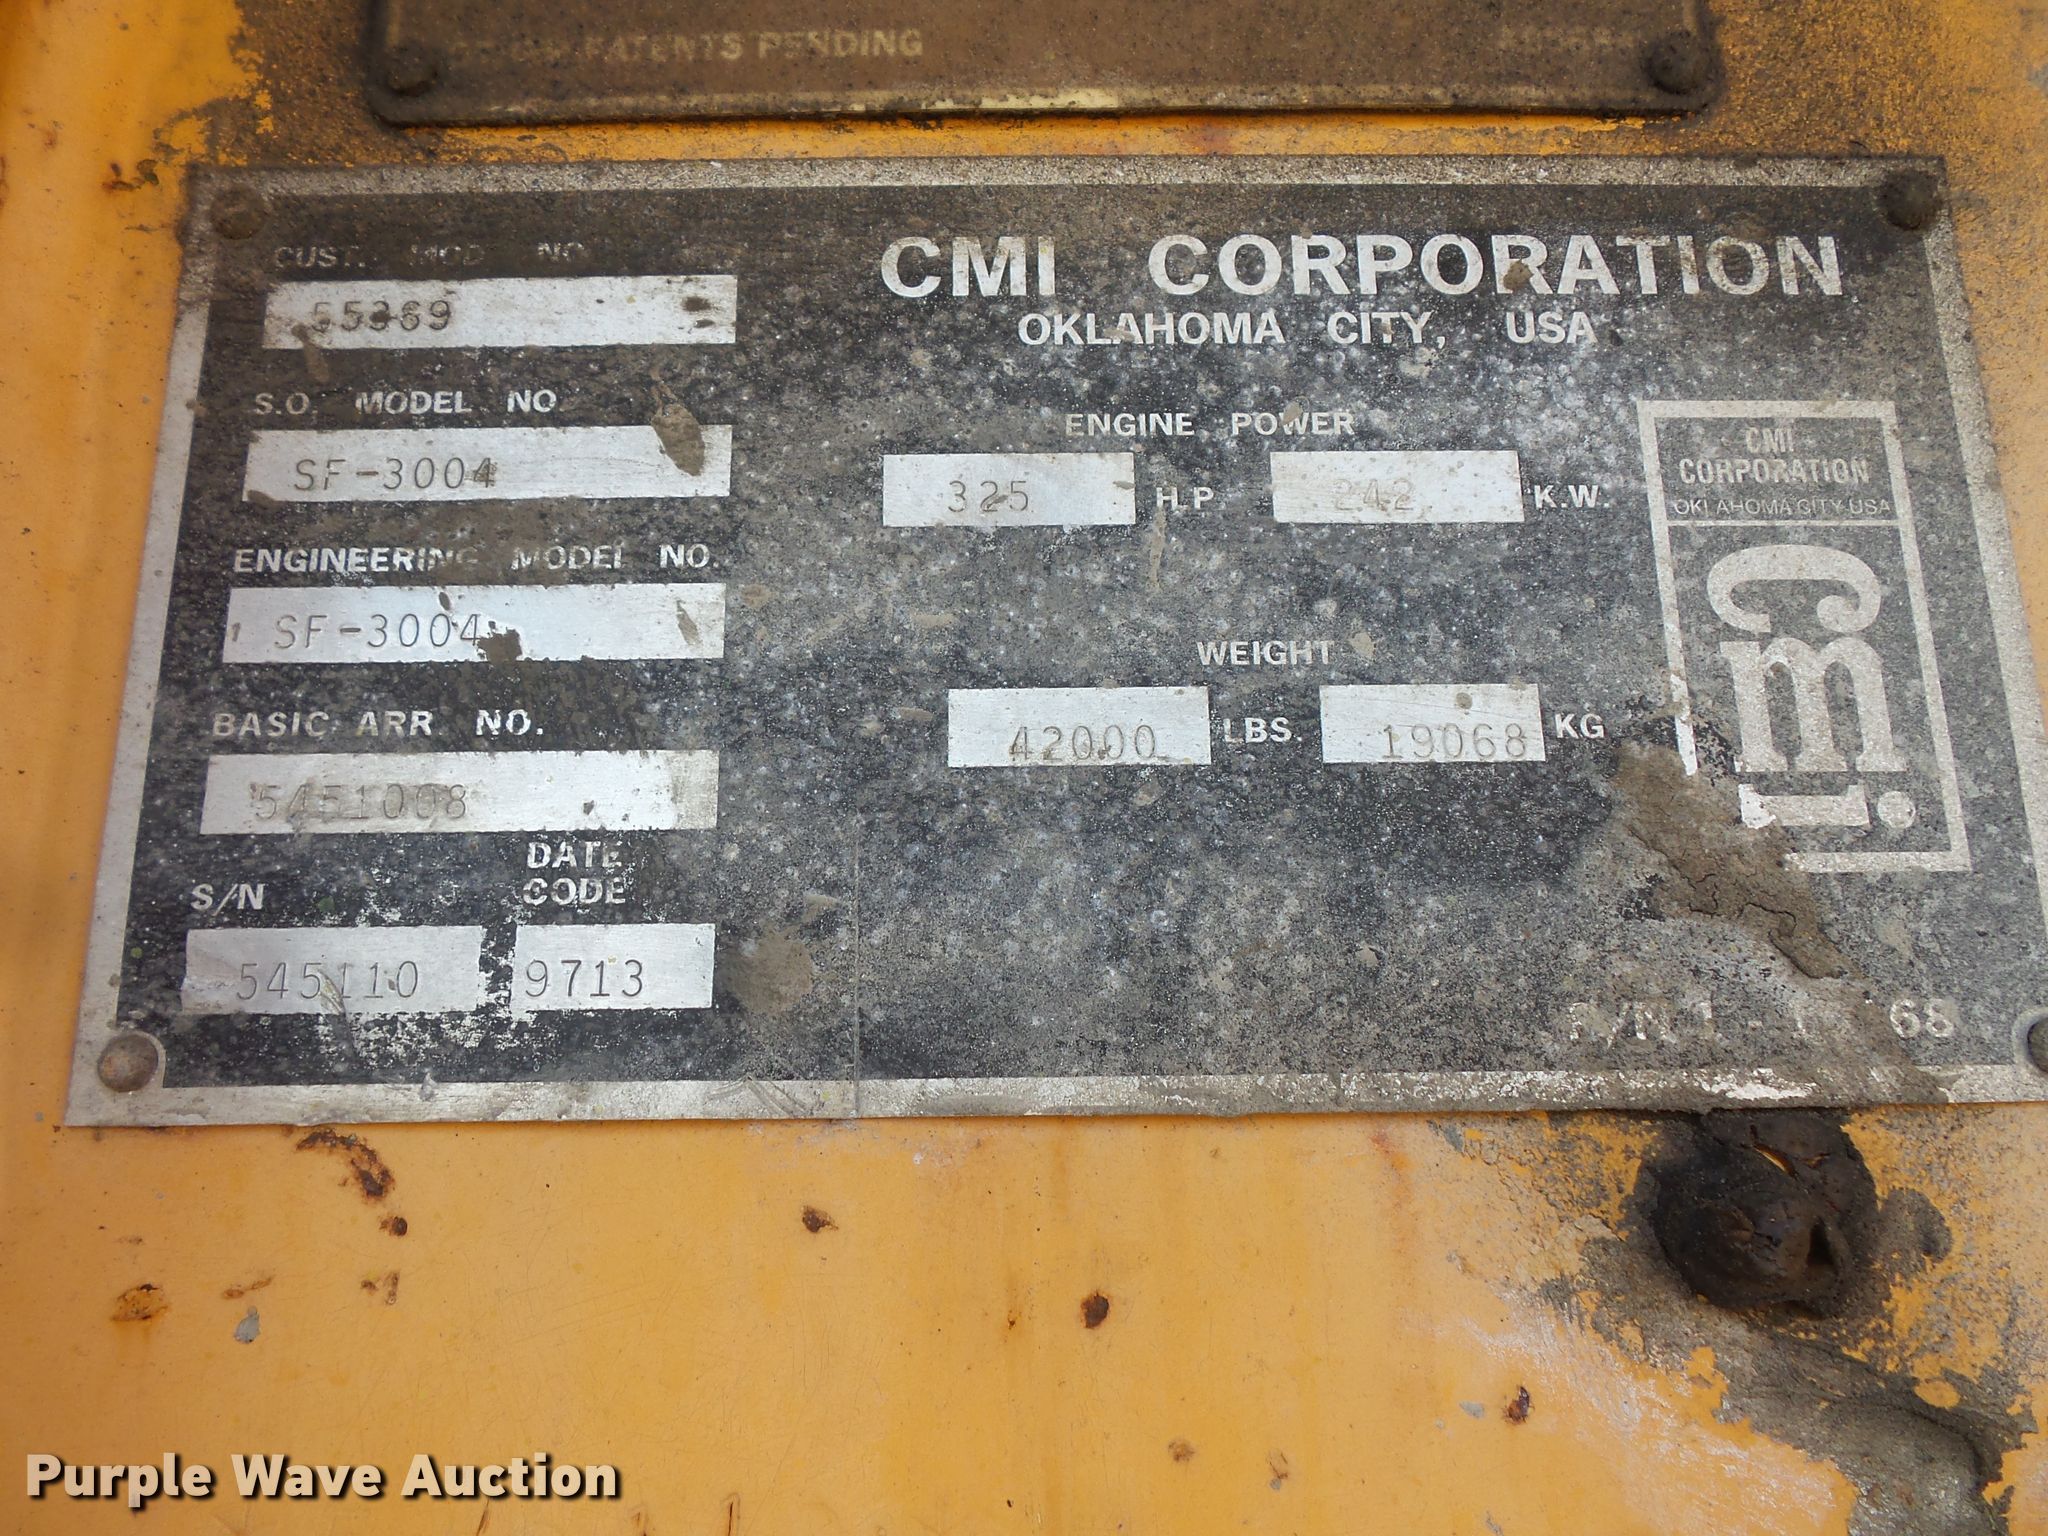 PATENTS PENDING
CUST. MOD NO
55369
S.O. MODEL NO.
SF-3004
ENGINEERING MODEL NO.
SF-3004
BASIC ARR. NO.
5451008
S/N
DATE CODE
545110
9713
CMI CORPORATION
OKLAHOMA CITY, USA
ENGINE POWER
325 H.P. 242 K.W.
WEIGHT
42000 LBS. 19068 KG
CMI
CORPORATION
OKLAHOMA CITY USA
cmi
68
Purple Wave Auction